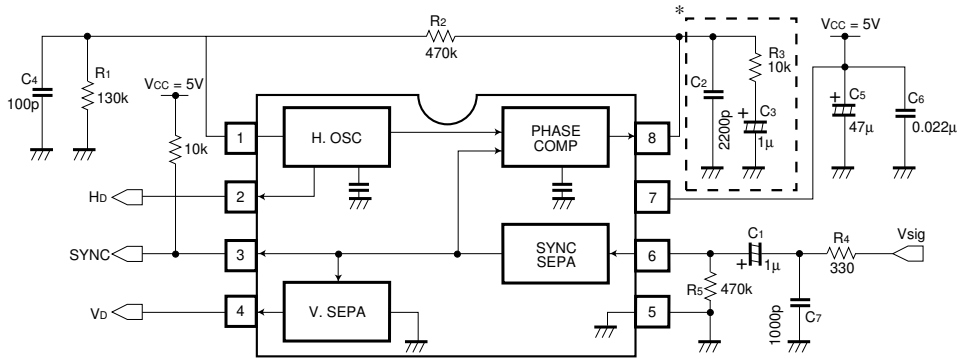 *
R2
470k
VCC = 5V
C4
100p
R1
130k
VCC = 5V
10k
C2
2200p
R3
10k
C3
+
1μ
+
C5
47μ
C6
0.022μ
1
H. OSC
PHASE
COMP
8
HD
2
7
SYNC
3
SYNC
SEPA
6
C1
+
1μ
R4
330
Vsig
R5
470k
1000p
C7
VD
4
V. SEPA
5